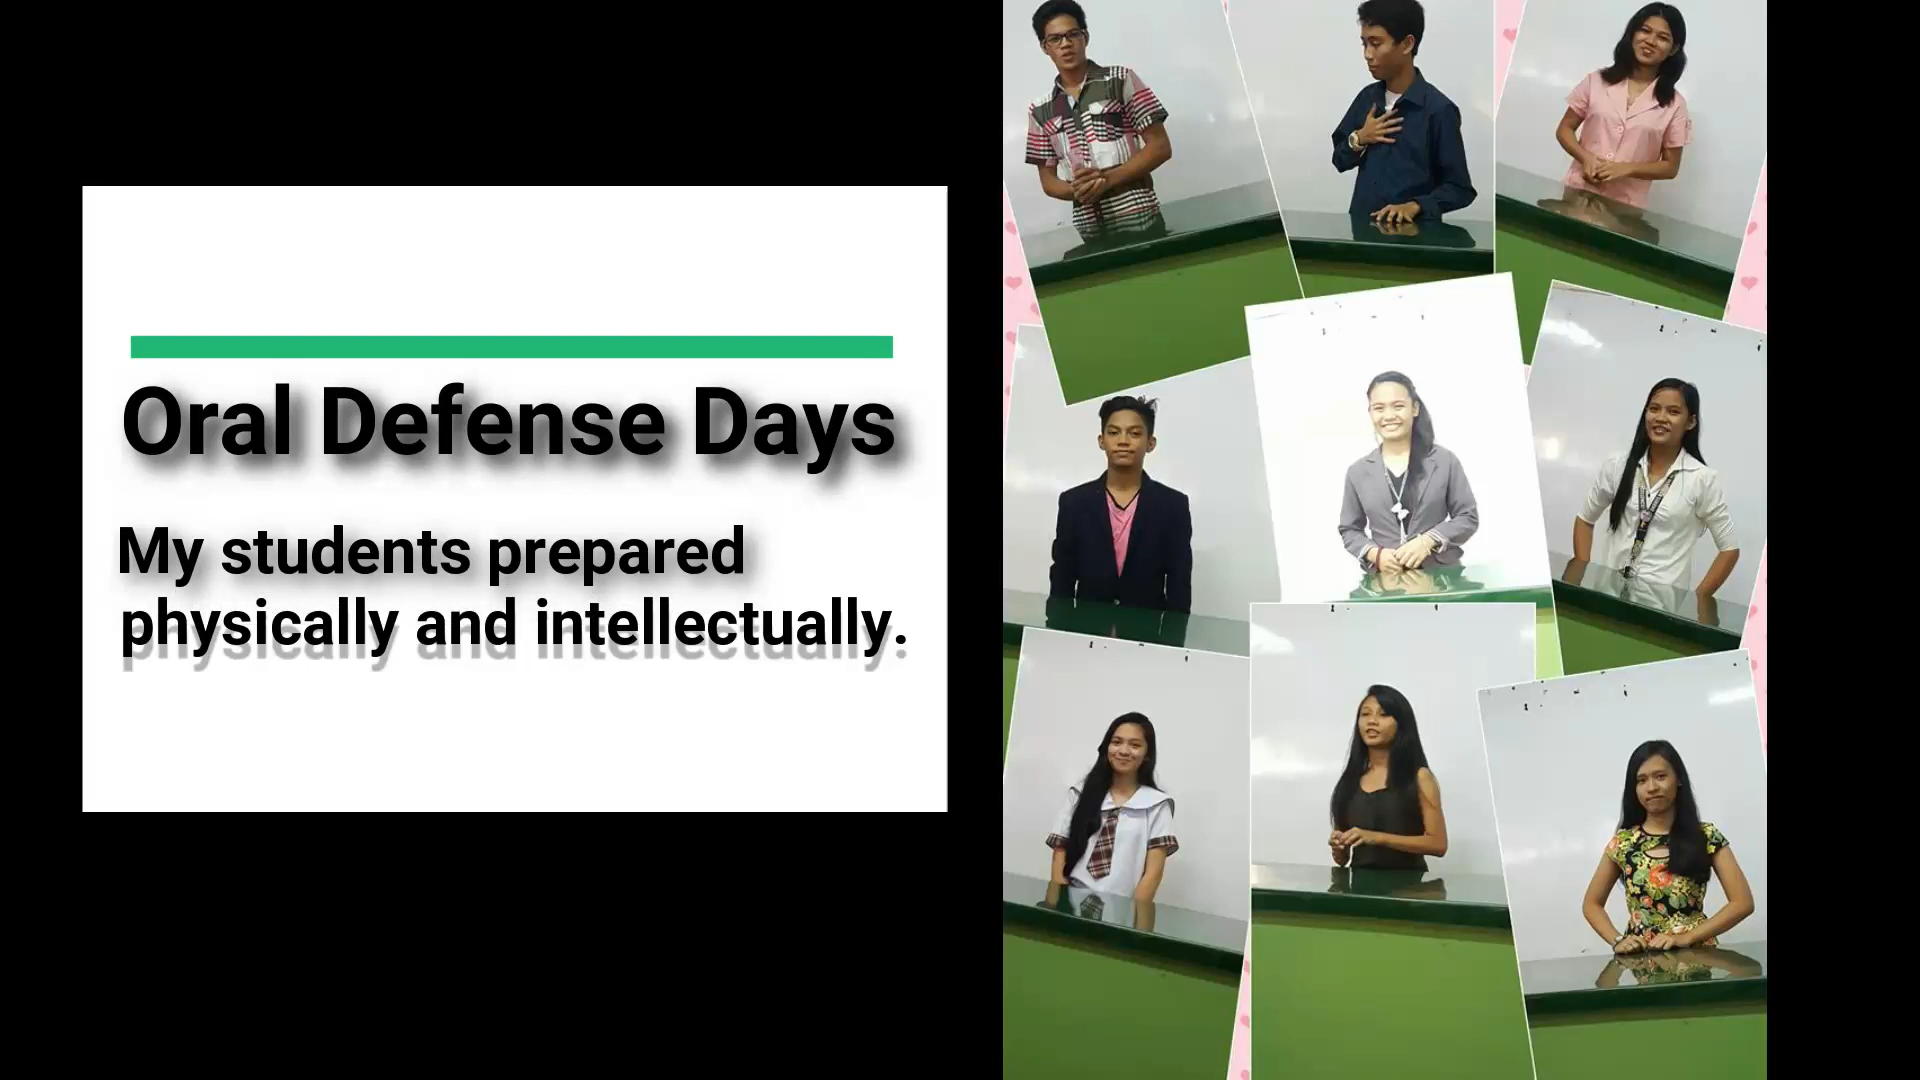 Oral Defense Days
My students prepared
physically and intellectually.